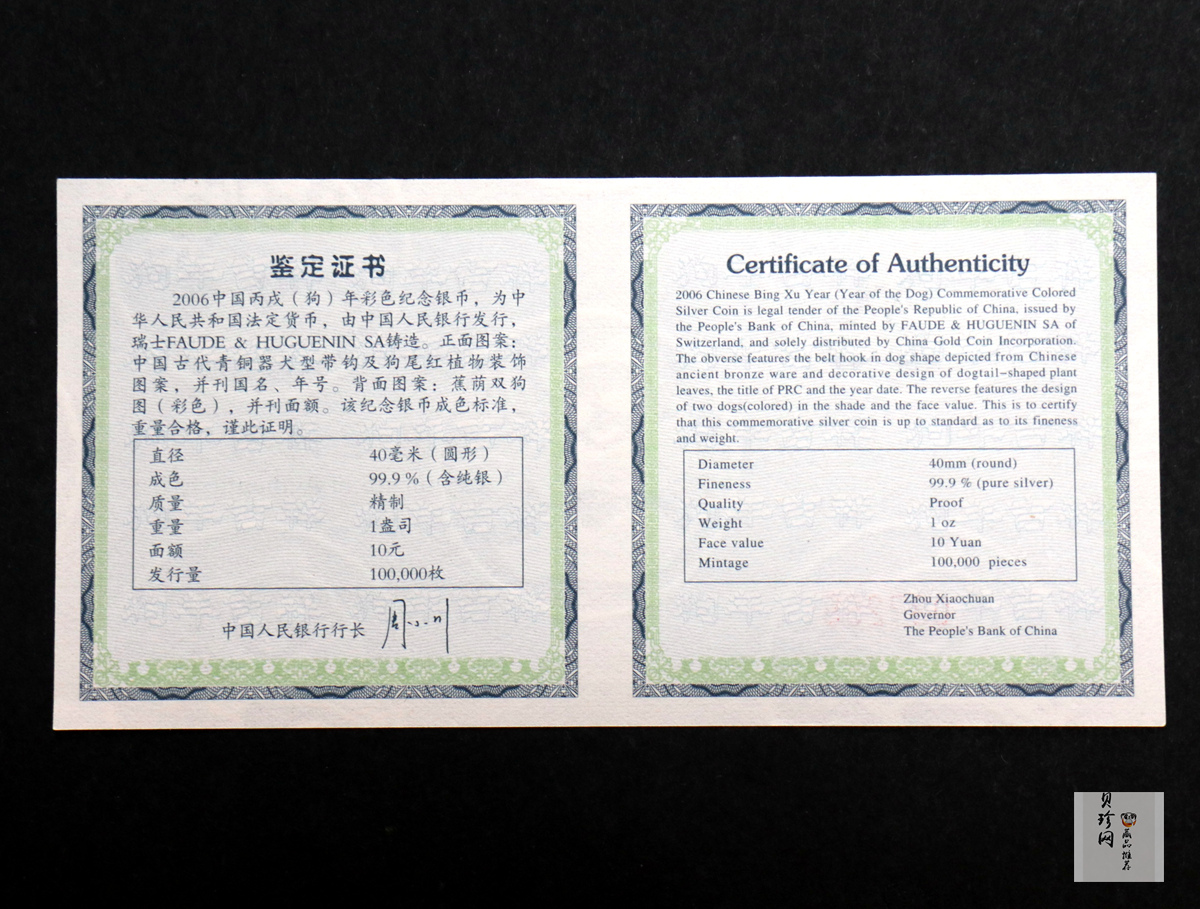 鉴定证书
2006中国丙戌（狗）年彩色纪念银币，为中
华人民共和国法定货币，由中国人民银行发行，
瑞士FAUDE & HUGUENIN SA铸造。正面图案：
中国古代青铜器犬型带钩及狗尾红植物装饰
图案，并刊国名、年号。背面图案：蕉荫双狗
图（彩色），并刊面额。该纪念银币成色标准，
重量合格，谨此证明。
直径 40毫米（圆形）
成色 99.9％（含纯银）
质量 精制
重量 1盎司
面额 10元
发行量 100,000枚
中国人民银行行长 周小川
Certificate of Authenticity
2006 Chinese Bing Xu Year (Year of the Dog) Commemorative Colored
Silver Coin is legal tender of the People's Republic of China, issued by
the People's Bank of China, minted by FAUDE & HUGUENIN SA of
Switzerland, and solely distributed by China Gold Coin Incorporation.
The obverse features the belt hook in dog shape depicted from Chinese
ancient bronze ware and decorative design of dogtail-shaped plant
leaves, the title of PRC and the year date. The reverse features the design
of two dogs(colored) in the shade and the face value. This is to certify
that this commemorative silver coin is up to standard as to its fineness
and weight.
Diameter 40mm (round)
Fineness 99.9 % (pure silver)
Quality Proof
Weight 1 oz
Face value 10 Yuan
Mintage 100,000 pieces
Zhou Xiaochuan
Governor
The People's Bank of China
贝珍网
藏品推荐